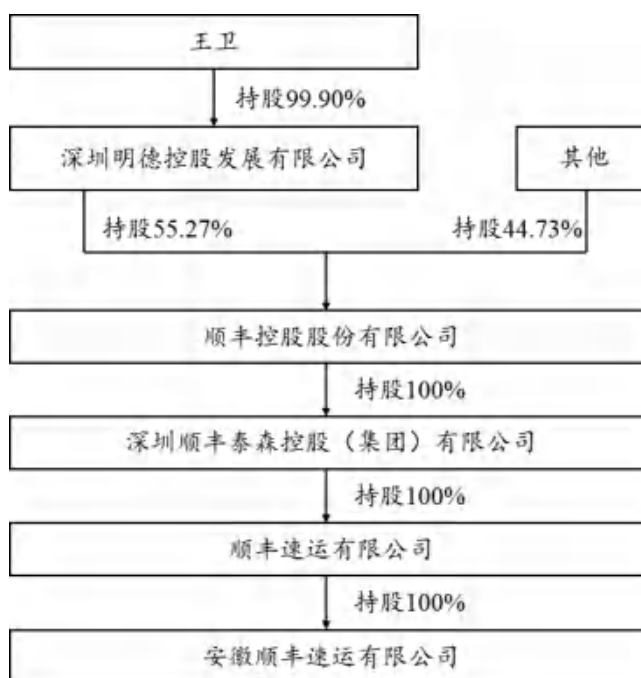 王卫
持股99.90%
深圳明德控股发展有限公司
其他
持股55.27%
持股44.73%
顺丰控股股份有限公司
持股100%
深圳顺丰泰森控股（集团）有限公司
持股100%
顺丰速运有限公司
持股100%
安徽顺丰速运有限公司